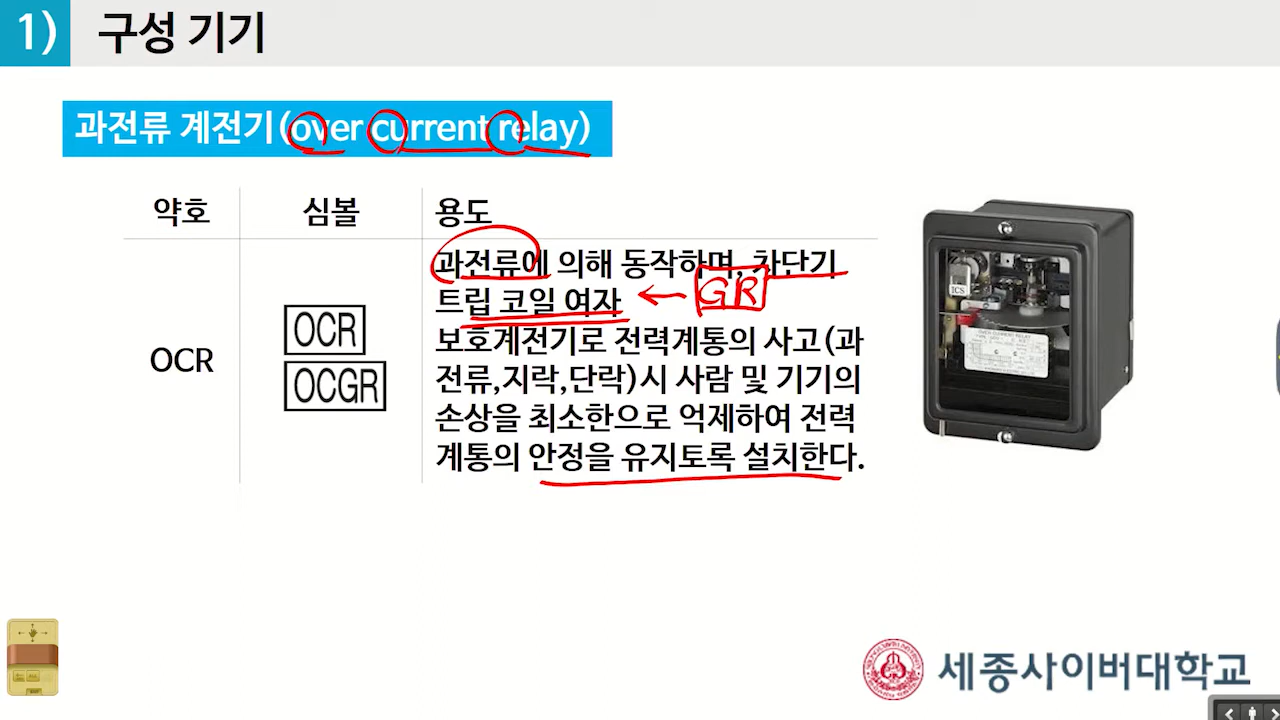 1) 구성 기기
과전류 계전기(over current relay)
약호 심볼 용도
OCR
OCR
OCGR
과전류에 의해 동작하며, 차단기
트립 코일 여자
GR
보호계전기로 전력계통의 사고(과
전류,지락,단락)시 사람 및 기기의
손상을 최소한으로 억제하여 전력
계통의 안정을 유지토록 설치한다.
ICS
세종사이버대학교